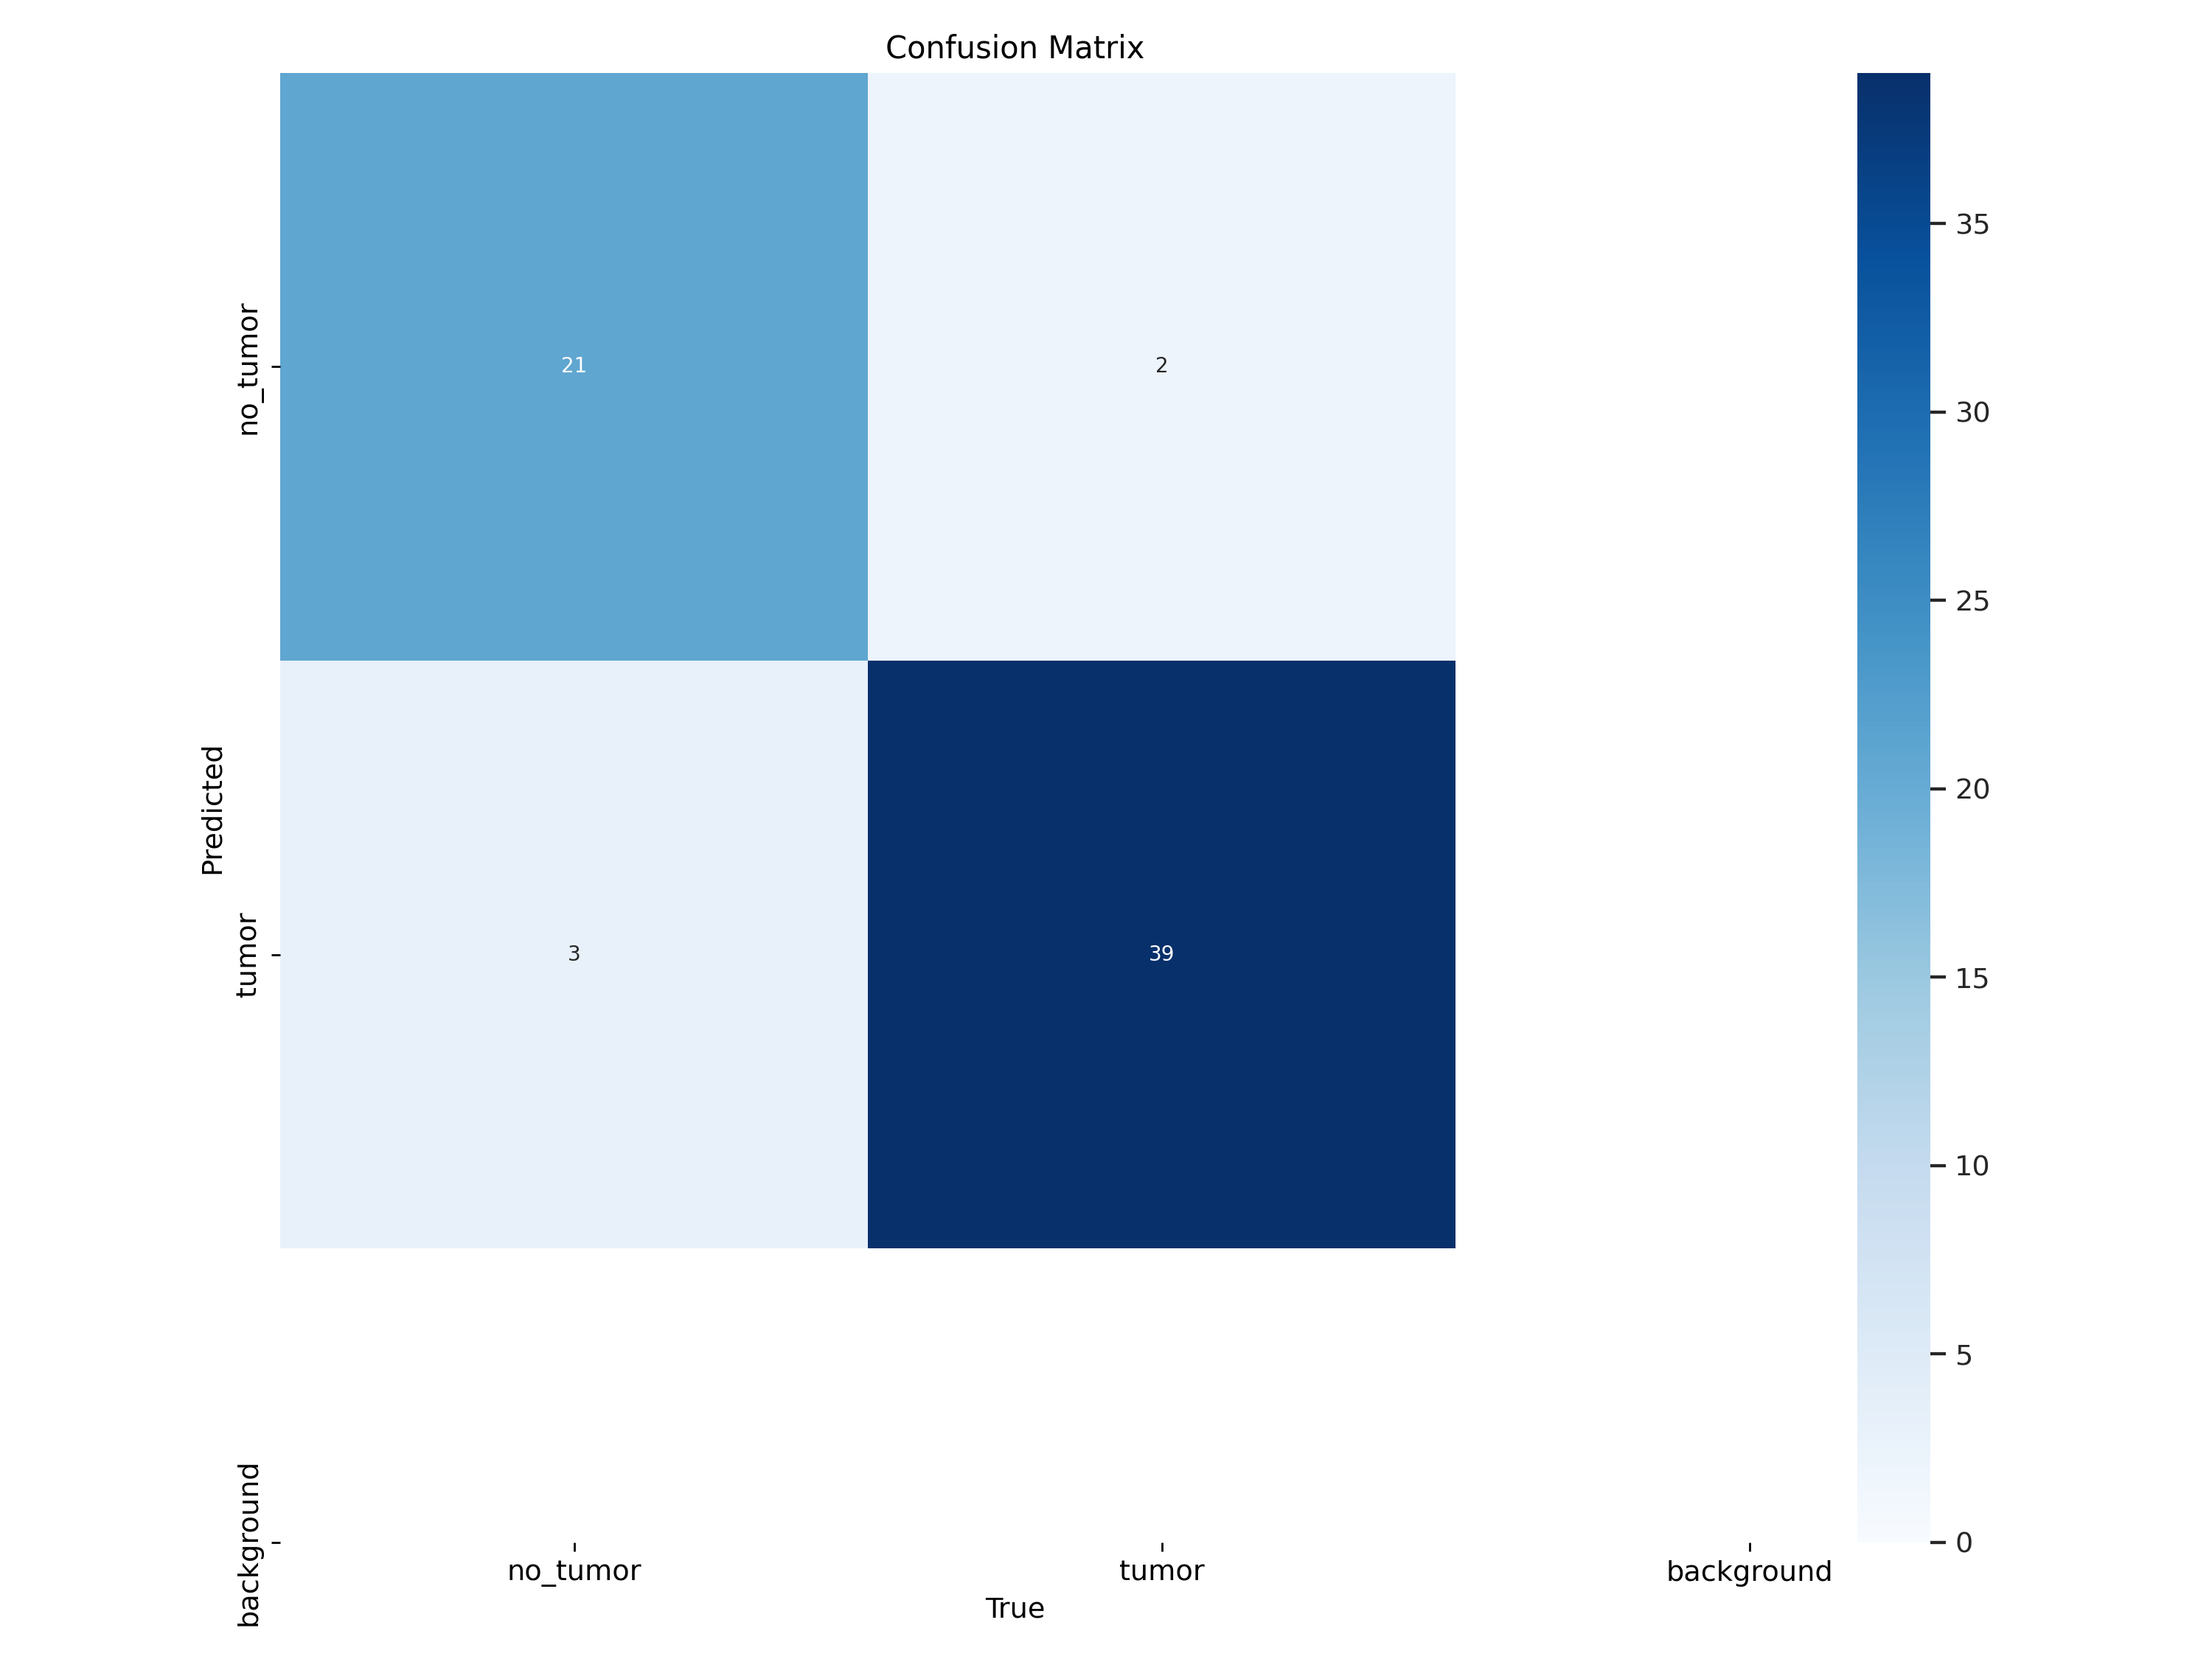 Confusion Matrix
no_tumor
21
2
35
30
25
20
15
10
5
0
Predicted
tumor
3
39
background
no_tumor
tumor
background
True